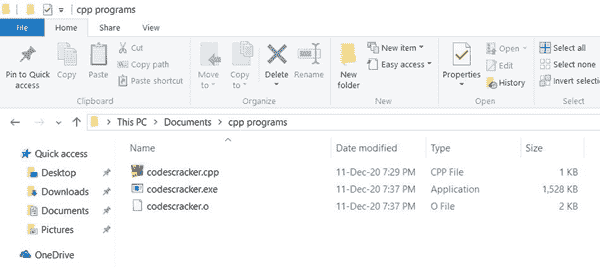 cpp programs
File Home Share View
Pin to Quick access
Copy
Paste
Cut
Copy path
Paste shortcut
Clipboard
Move to
Copy to
Delete
Rename
Organize
New folder
New item
Easy access
New
Properties
Open
Edit
History
Open
Select all
Select none
Invert selectio
Select
This PC Documents cpp programs
Quick access
Desktop
Downloads
Documents
Pictures
OneDrive
Name Date modified Type Size
codescracker.cpp 11-Dec-20 7:29 PM CPP File 1 KB
codescracker.exe 11-Dec-20 7:37 PM Application 1,528 KB
codescracker.o 11-Dec-20 7:37 PM O File 2 KB